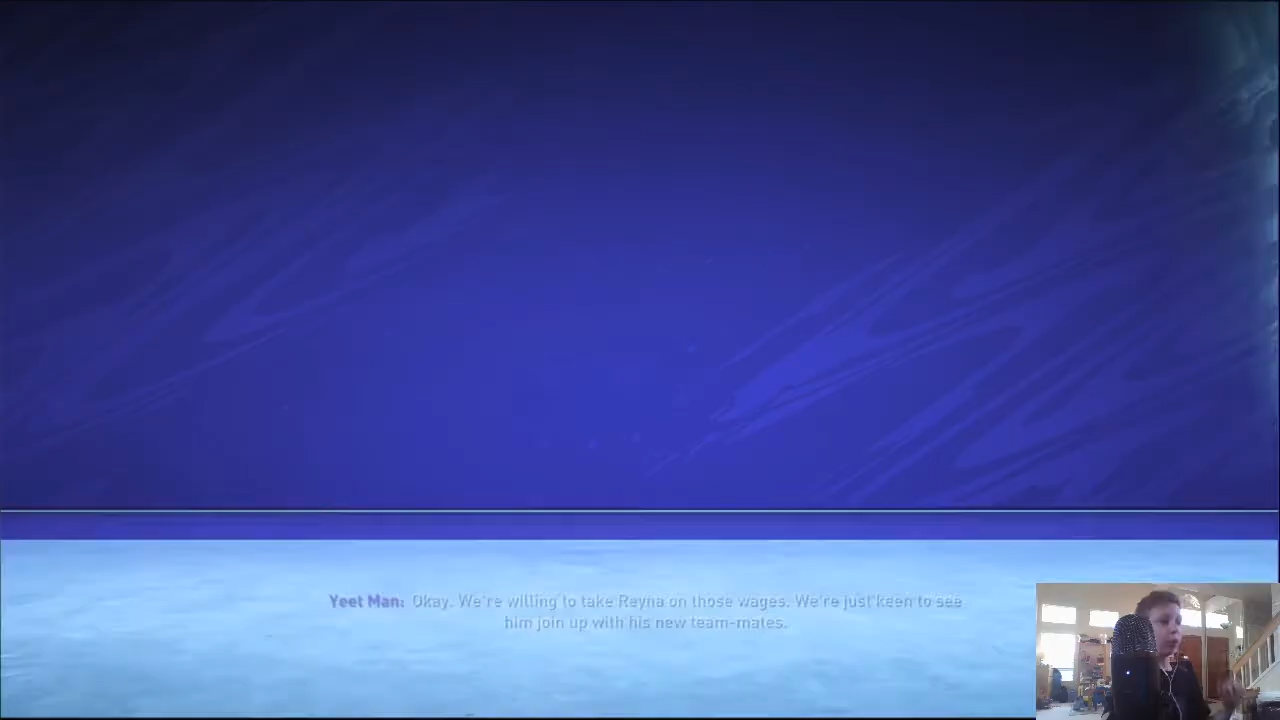 Yeet Man: Okay. We're willing to take Reyna on those wages. We're just keen to see
him join up with his new team-mates.